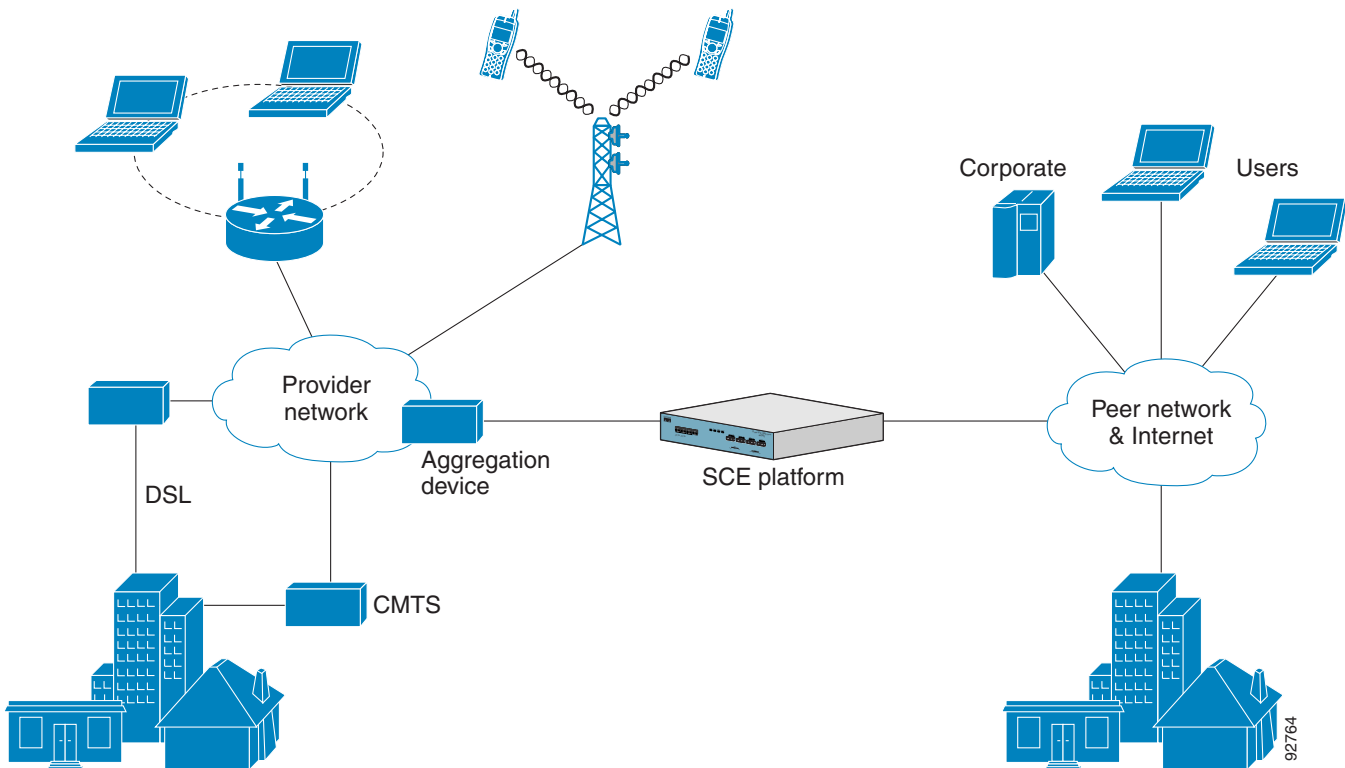 Corporate
Users
Provider
network
Peer network
& Internet
Aggregation
device
SCE platform
DSL
CMTS
92764